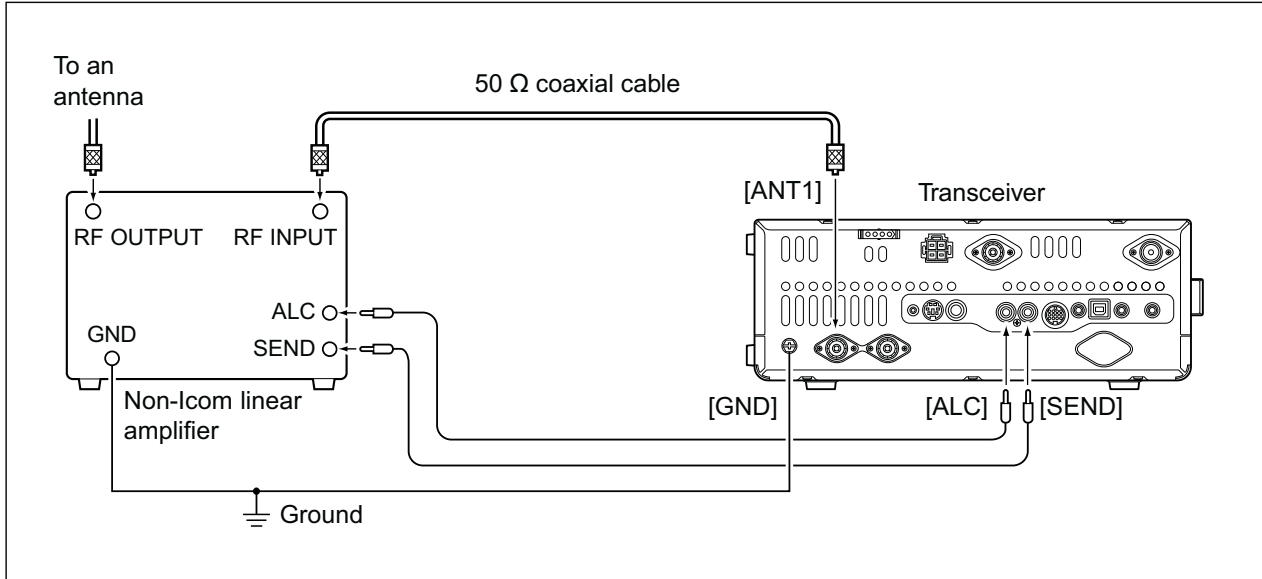 To an
antenna
50 Ω coaxial cable
[ANT1]
Transceiver
RF OUTPUT
RF INPUT
ALC
GND
SEND
Non-Icom linear
amplifier
[GND]
[ALC]
[SEND]
Ground